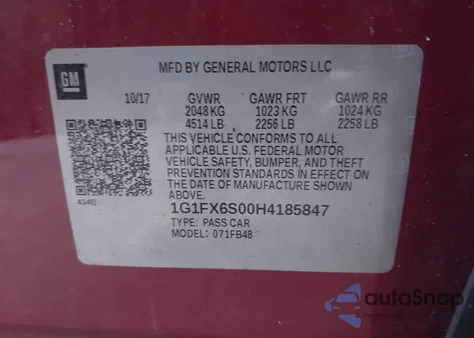 GM
MFD BY GENERAL MOTORS LLC
10/17 GVWR GAWR FRT GAWR RR
2048 KG 1023 KG 1024 KG
4514 LB 2256 LB 2258 LB
THIS VEHICLE CONFORMS TO ALL
APPLICABLE U.S. FEDERAL MOTOR
VEHICLE SAFETY, BUMPER, AND THEFT
PREVENTION STANDARDS IN EFFECT ON
THE DATE OF MANUFACTURE SHOWN
ABOVE.
434BJ
1G1FX6S00H4185847
TYPE: PASS CAR
MODEL: 071FB48
autoSnap